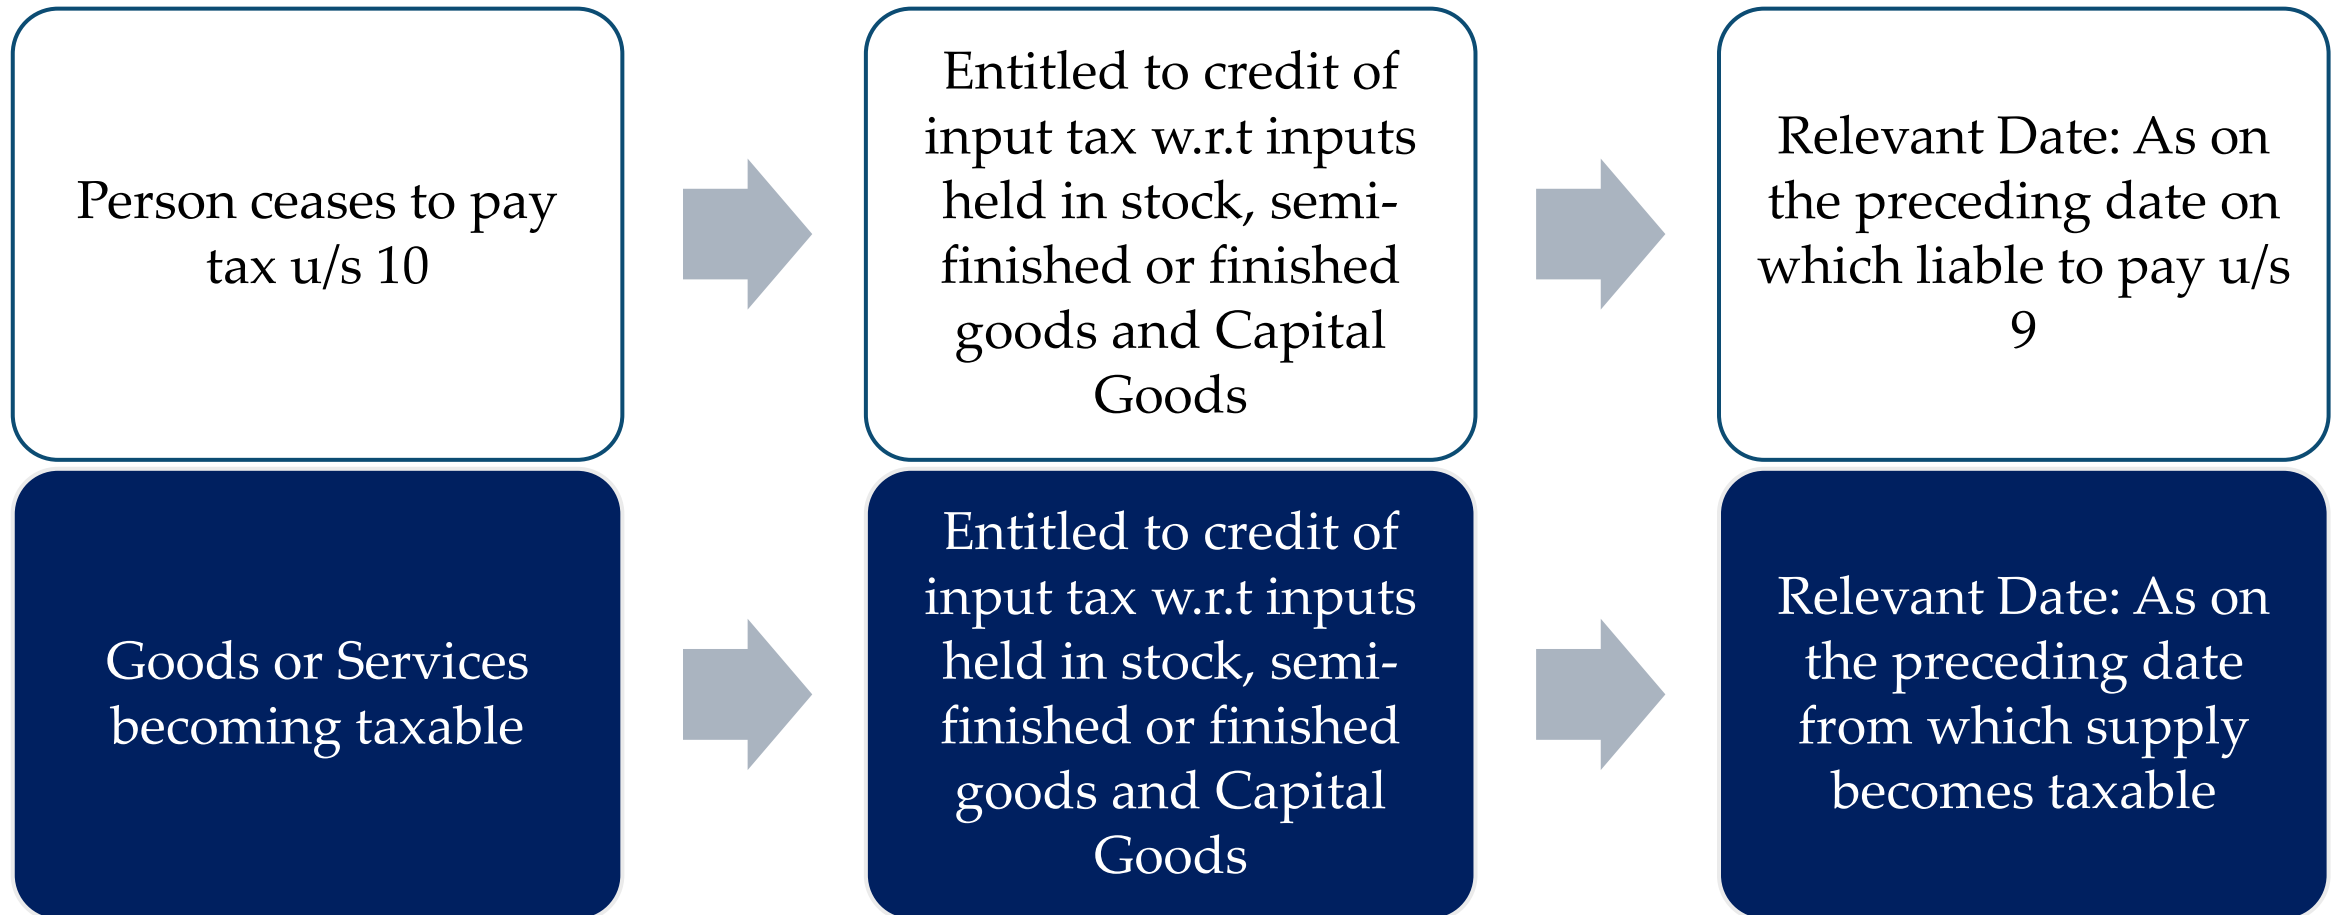 Person ceases to pay
tax u/s 10
Entitled to credit of
input tax w.r.t inputs
held in stock, semi-
finished or finished
goods and Capital
Goods
Relevant Date: As on
the preceding date on
which liable to pay u/s
9
Goods or Services
becoming taxable
Entitled to credit of
input tax w.r.t inputs
held in stock, semi-
finished or finished
goods and Capital
Goods
Relevant Date: As on
the preceding date
from which supply
becomes taxable